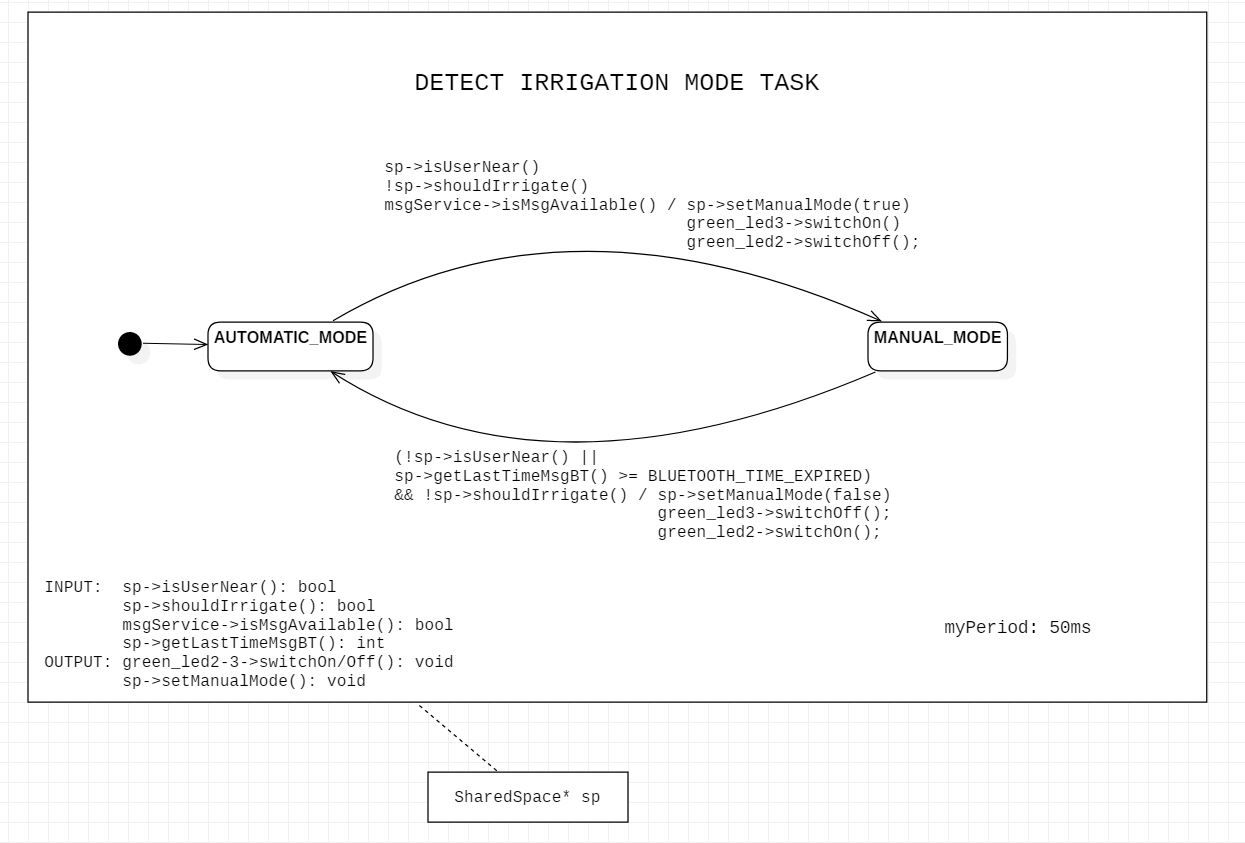 DETECT IRRIGATION MODE TASK
sp->isUserNear()
!sp->shouldIrrigate()
msgService->isMsgAvailable() / sp->setManualMode(true)
green_led3->switchOn()
green_led2->switchOff();
AUTOMATIC_MODE
MANUAL_MODE
(!sp->isUserNear() ||
sp->getLastTimeMsgBT() >= BLUETOOTH_TIME_EXPIRED)
&& !sp->shouldIrrigate() / sp->setManualMode(false)
green_led3->switchOff();
green_led2->switchOn();
INPUT: sp->isUserNear(): bool
sp->shouldIrrigate(): bool
msgService->isMsgAvailable(): bool
sp->getLastTimeMsgBT(): int
OUTPUT: green_led2-3->switchOn/Off(): void
sp->setManualMode(): void
myPeriod: 50ms
SharedSpace* sp